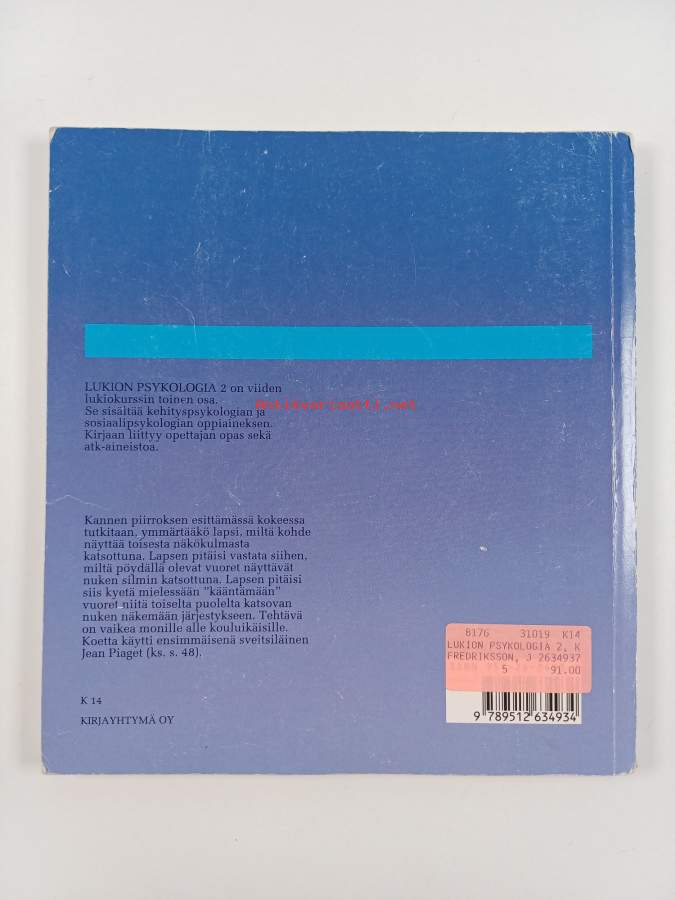 LUKION PSYKOLOGIA 2 on viiden
lukiokurssin toinen osa.
Se sisältää kehityspsykologian ja
sosiaalipsykologian oppiaineksen.
Kirjaan liittyy opettajan opas sekä
atk-aineistoa.
Antikvariaatti.net
Kannen piirroksen esittämässä kokeessa
tutkitaan, ymmärtääkö lapsi, miltä kohde
näyttää toisesta näkökulmasta
katsottuna. Lapsen pitäisi vastata siihen,
miltä pöydällä olevat vuoret näyttävät
nuken silmin katsottuna. Lapsen pitäisi
siis kyetä mielessään ”kääntämään”
vuoret niitä toiselta puolelta katsovan
nuken näkemään järjestykseen. Tehtävä
on vaikea monille alle kouluikäisille.
Koetta käytti ensimmäisenä sveitsiläinen
Jean Piaget (ks. s. 48).
K 14
KIRJAYHTYMÄ OY
8176 31019 K14
LUKION PSYKOLOGIA 2, K
FREDRIKSSON, J 2634937
5 91.00
9 789512 634934